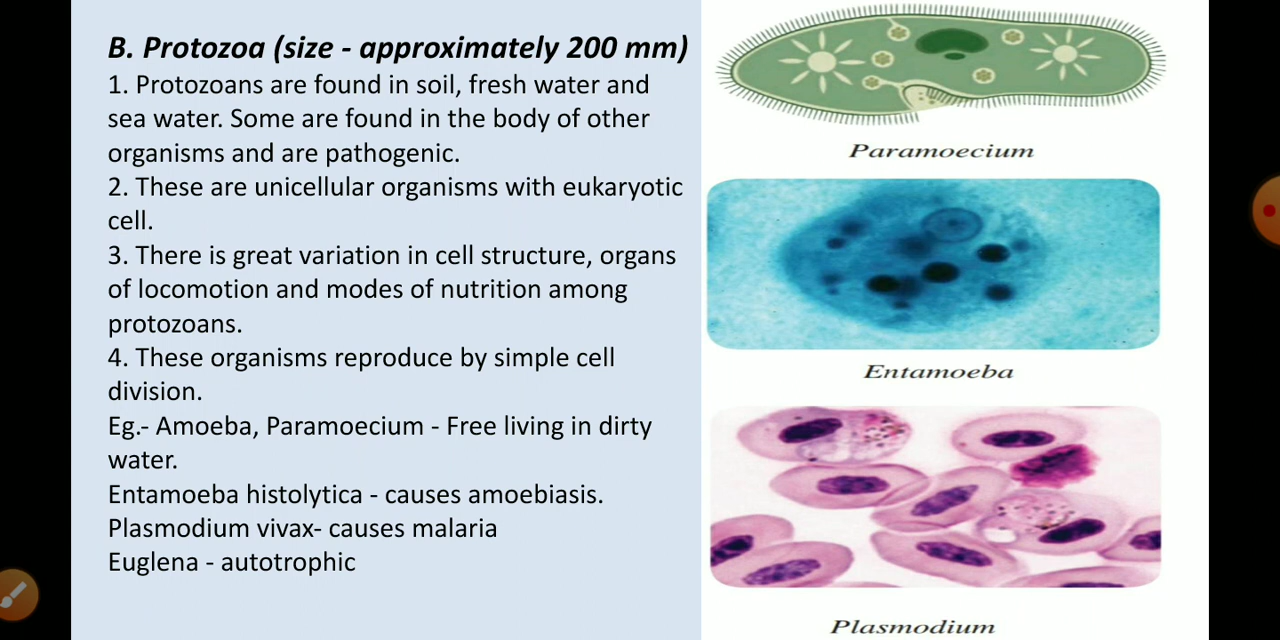 B. Protozoa (size - approximately 200 mm)
1. Protozoans are found in soil, fresh water and
sea water. Some are found in the body of other
organisms and are pathogenic.
2. These are unicellular organisms with eukaryotic
cell.
3. There is great variation in cell structure, organs
of locomotion and modes of nutrition among
protozoans.
4. These organisms reproduce by simple cell
division.
Eg.- Amoeba, Paramoecium - Free living in dirty
water.
Entamoeba histolytica - causes amoebiasis.
Plasmodium vivax- causes malaria
Euglena - autotrophic
Paramoecium
Entamoeba
Plasmodium